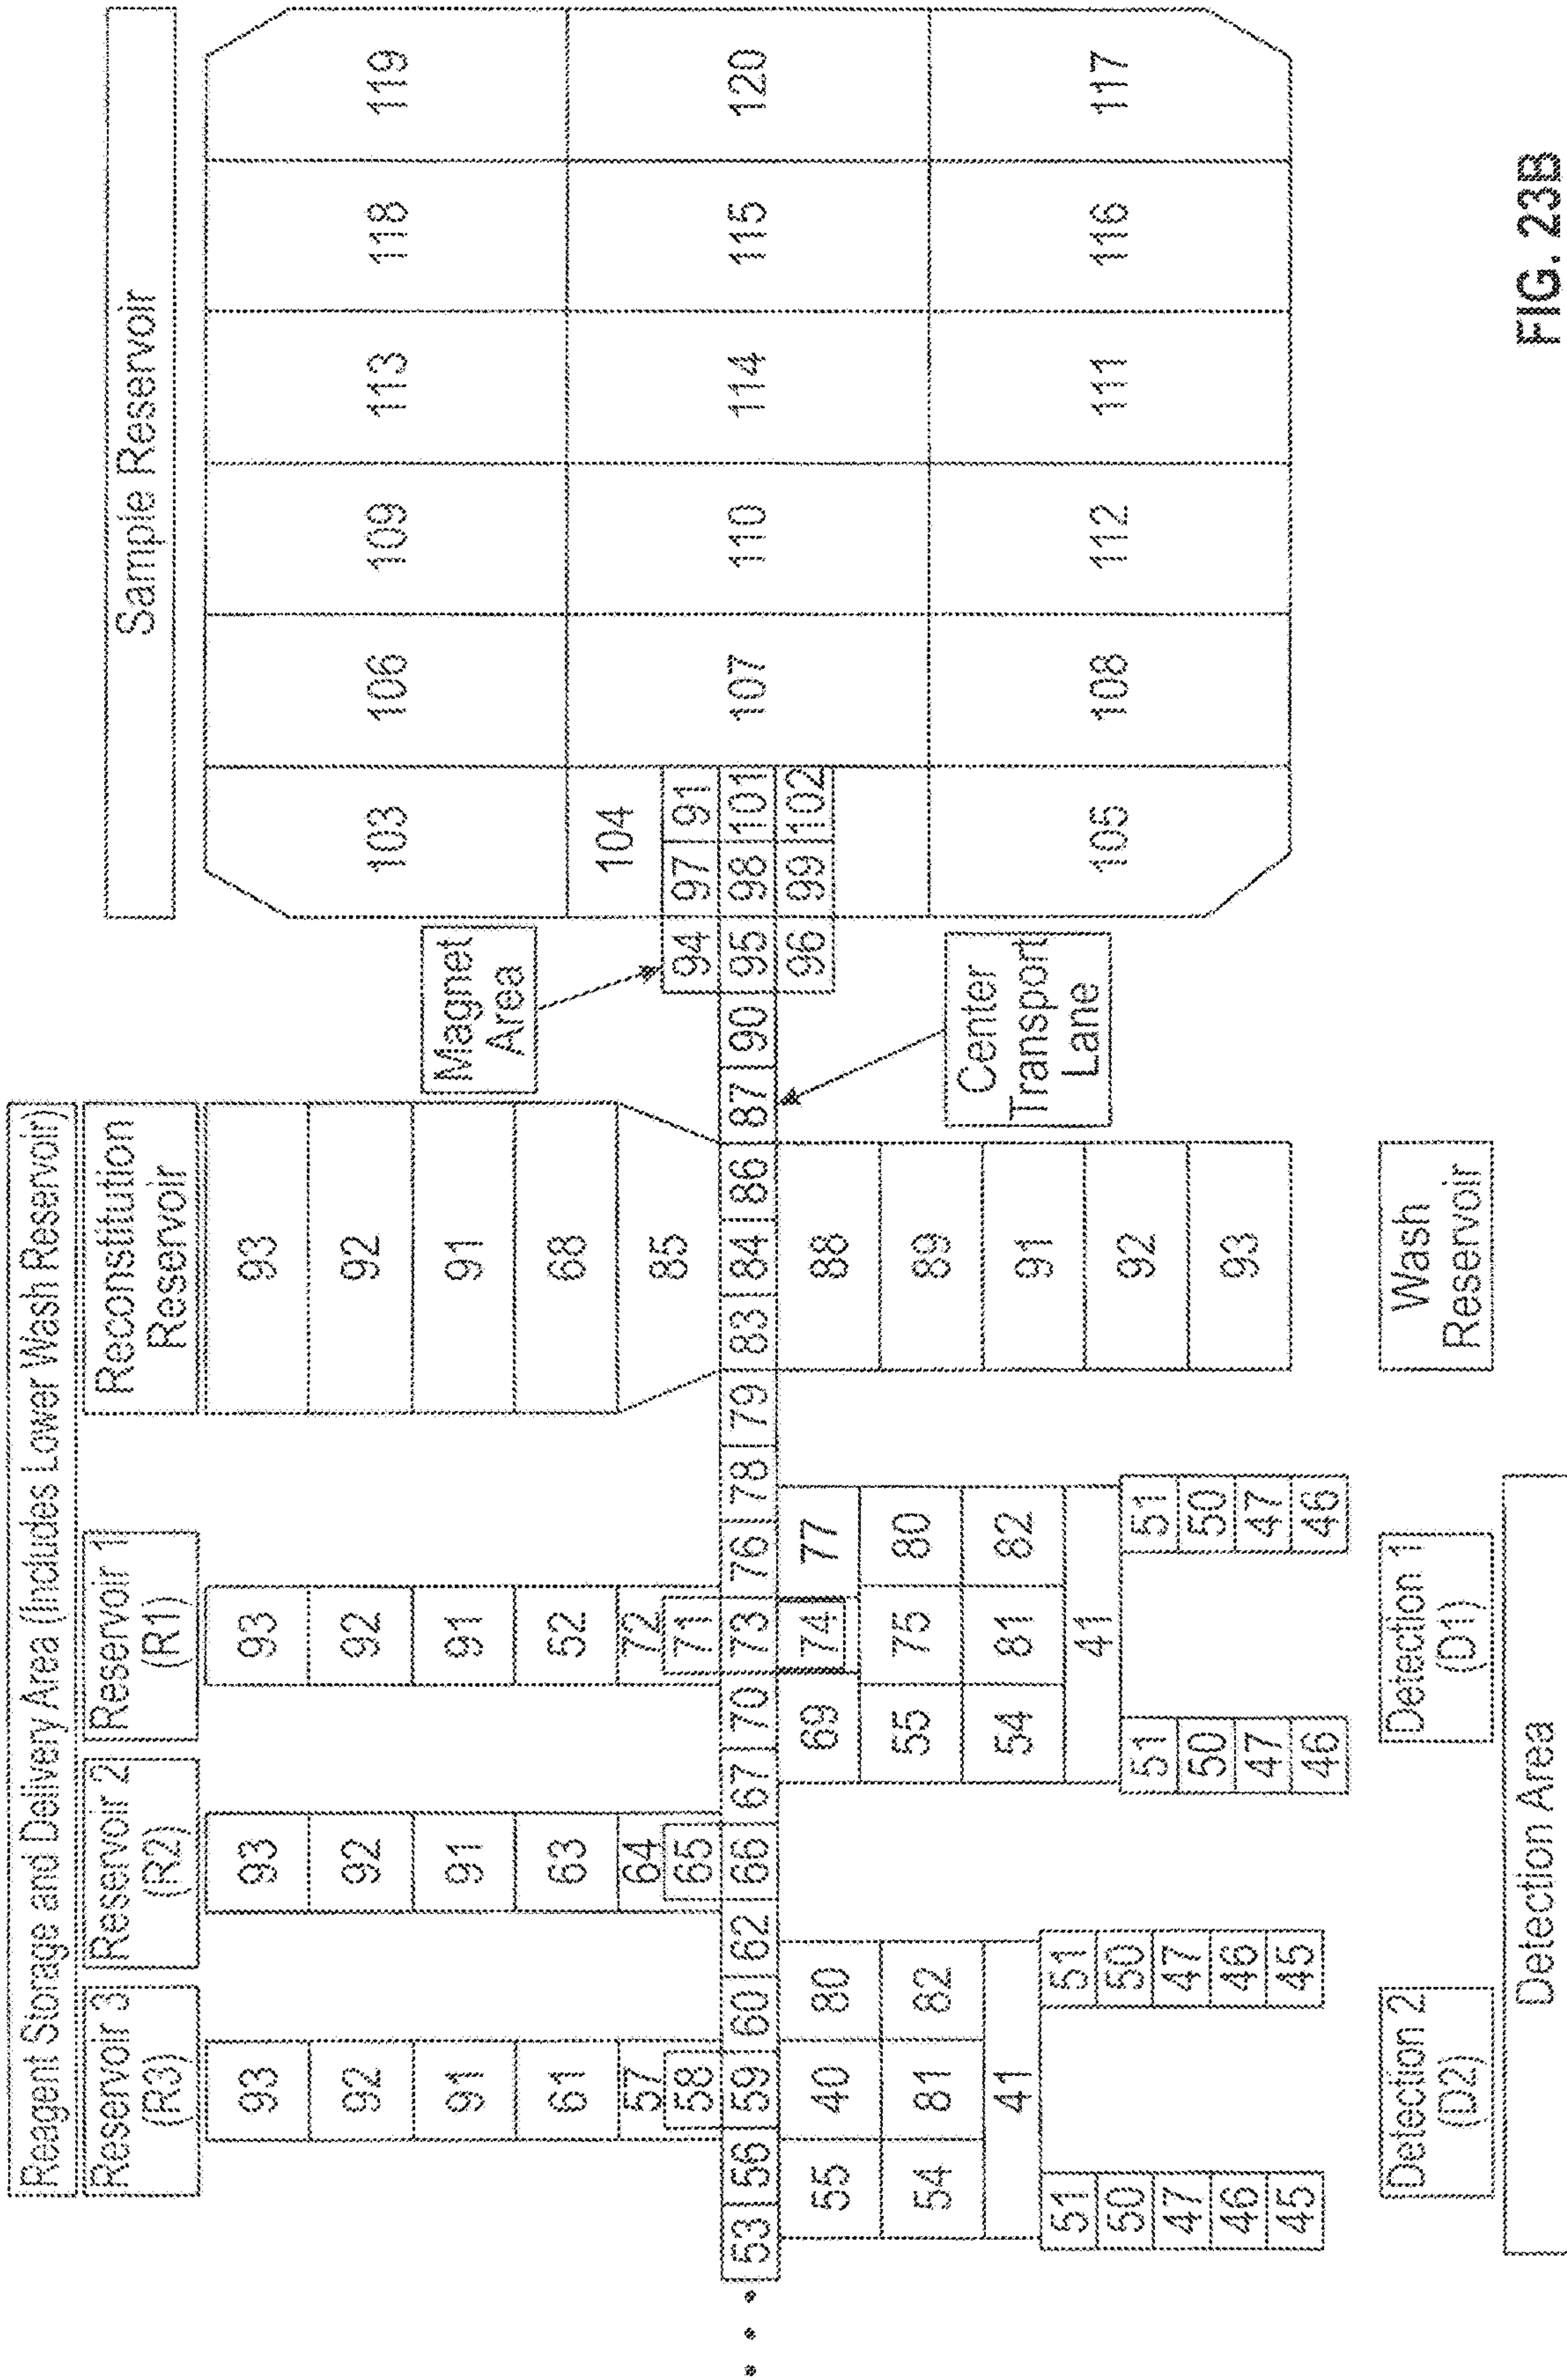 Reagent Storage and Delivery Area (Includes Lower Wash Reservoir)
Sample Reservoir
Reservoir 3
(R3)
Reservoir 2
(R2)
Reservoir 1
(R1)
Reconstitution
Reservoir
93 93 93 93
92 92 92 92
91 91 91 91
61 63 52 68
57 64 72 85
58 65 71
Magnet
Area
103 106 109 113 118 119
104
94 97 91
53 56 59 60 62 66 67 70 73 76 78 79 83 84 86 87 90 95 98 101 107 110 114 115 120
96 99 102
Center
Transport
Lane
55 40 80
54 81 82
41
51 51
50 50
47 47
46 46
45 45
69 74 77
55 75 80
54 81 82
41
51 51
50 50
47 47
46 46
88
89
91
92
93
105 108 112 111 116 117
Detection 2
(D2)
Detection 1
(D1)
Wash
Reservoir
Detection Area
FIG. 23B